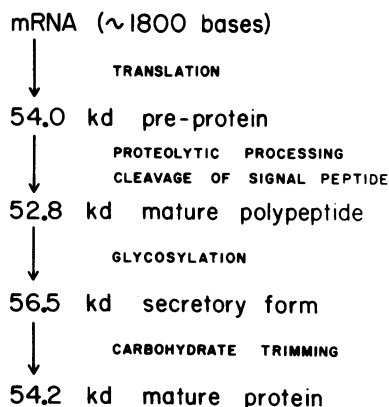 mRNA (~1800 bases)
TRANSLATION
54.0 kd pre-protein
PROTEOLYTIC PROCESSING
CLEAVAGE OF SIGNAL PEPTIDE
52.8 kd mature polypeptide
GLYCOSYLATION
56.5 kd secretory form
CARBOHYDRATE TRIMMING
54.2 kd mature protein